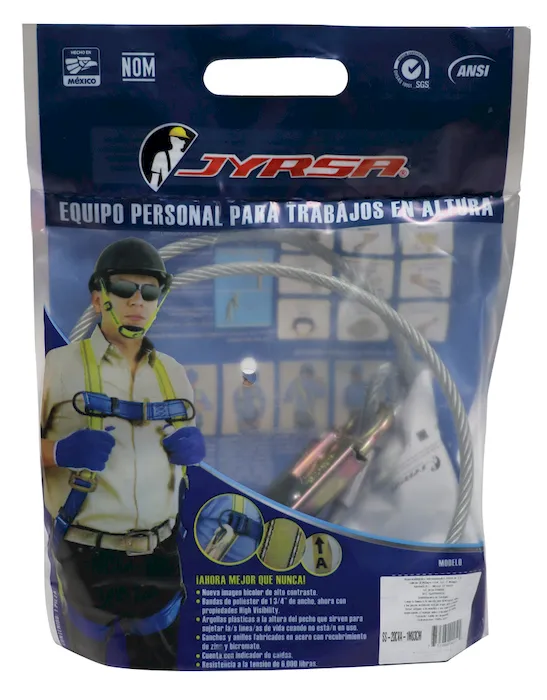 HECHO EN
MÉXICO
NOM
SGS
ANSI
JYRSA®
EQUIPO PERSONAL PARA TRABAJOS EN ALTURA
A
MODELO
¡AHORA MEJOR QUE NUNCA!
• Nueva imagen bicolor de alto contraste.
• Bandas de poliester de 1 3/4" de ancho, ahora con
propiedades High Visibility.
• Argollas plásticas a la altura del pecho que sirven para
sujetar la/s línea/s de vida cuando no está/n en uso.
• Ganchos y anillos fabricados en acero con recubrimiento
de zinc y bicromato.
• Cuenta con indicador de caídas.
• Resistencia a la tensión de 6,000 libras.